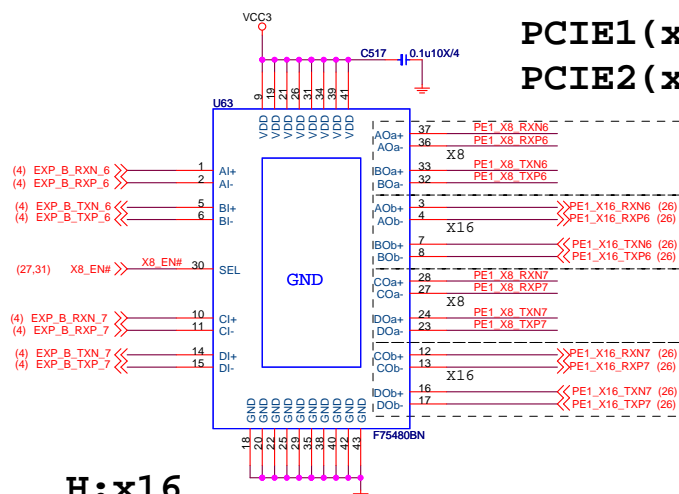 VCC3
PCIE1(x
PCIE2(x
C517 0.1u10X/4
U63
9 19 21 26 31 34 39 41
VDD VDD VDD VDD VDD VDD VDD VDD
AOa+ 37 PE1_X8_RXN6
AOa- 36 PE1_X8_RXP6
X8
(4) EXP_B_RXN_6 1 AI+ BOa+ 33 PE1_X8_TXN6
(4) EXP_B_RXP_6 2 AI- BOa- 32 PE1_X8_TXP6
(4) EXP_B_TXN_6 5 BI+ AOb+ 3 PE1_X16_RXN6 (26)
(4) EXP_B_TXP_6 6 BI- AOb- 4 PE1_X16_RXP6 (26)
X16
BOb+ 7 PE1_X16_TXN6 (26)
BOb- 8 PE1_X16_TXP6 (26)
(27,31) X8_EN# X8_EN# 30 SEL
GND
COa+ 28 PE1_X8_RXN7
COa- 27 PE1_X8_RXP7
X8
(4) EXP_B_RXN_7 10 CI+ DOa+ 24 PE1_X8_TXN7
(4) EXP_B_RXP_7 11 CI- DOa- 23 PE1_X8_TXP7
(4) EXP_B_TXN_7 14 DI+ COb+ 12 PE1_X16_RXN7 (26)
(4) EXP_B_TXP_7 15 DI- COb- 13 PE1_X16_RXP7 (26)
X16
DOb+ 16 PE1_X16_TXN7 (26)
DOb- 17 PE1_X16_TXP7 (26)
GND GND GND GND GND GND GND GND GND GND
18 20 22 25 29 35 38 40 42 43
F75480BN
H:x16